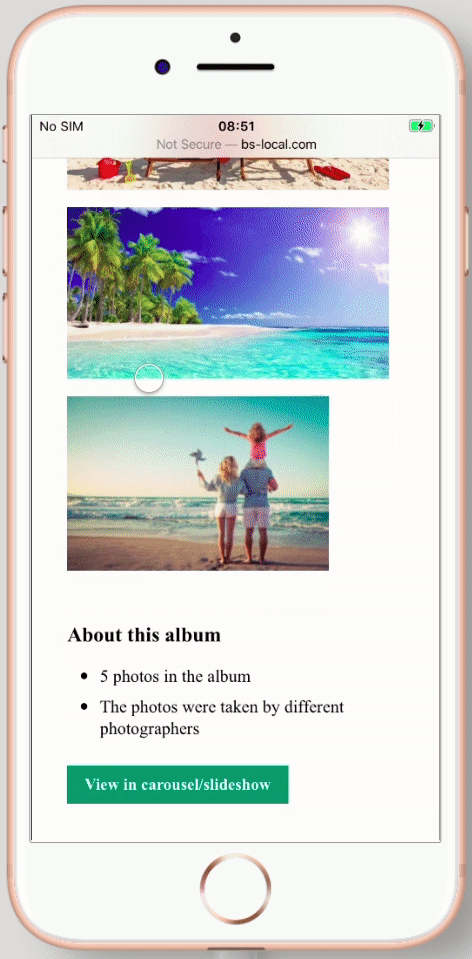 No SIM
08:51
Not Secure — bs-local.com
About this album
5 photos in the album
The photos were taken by different
photographers
View in carousel/slideshow